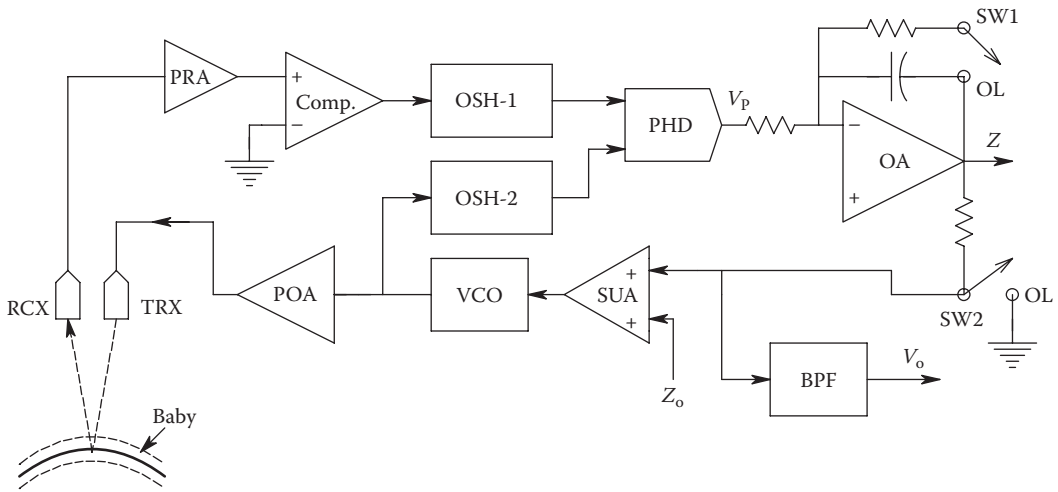 SW1
PRA
+
Comp.
−
OSH-1
PHD
V_P
OL
−
OA
+
Z
OSH-2
RCX
TRX
POA
VCO
SUA
+
+
SW2
OL
Z_o
BPF
V_o
Baby